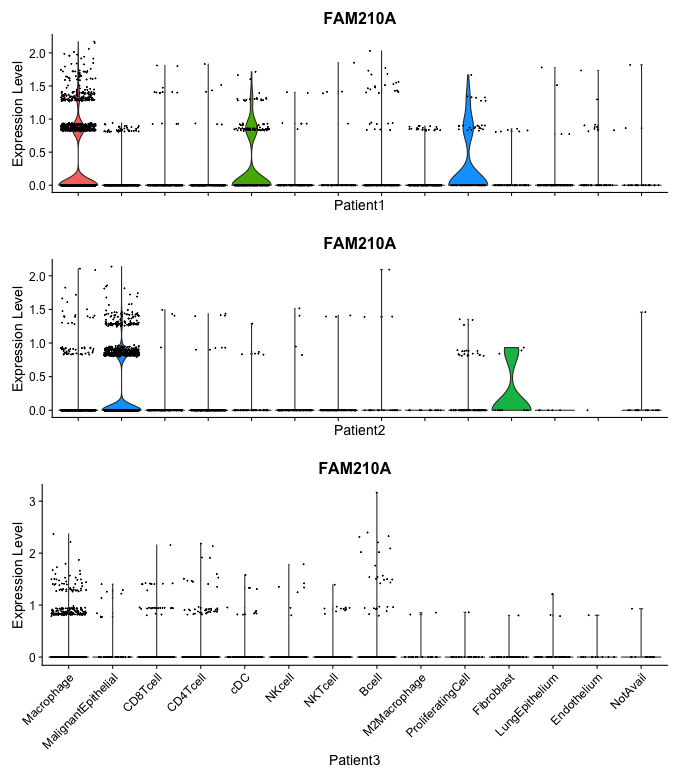 FAM210A
Expression Level
2.0
1.5
1.0
0.5
0.0
Patient1
FAM210A
Expression Level
2.0
1.5
1.0
0.5
0.0
Patient2
FAM210A
Expression Level
3
2
1
0
Macrophage
MalignantEpithelial
CD8Tcell
CD4Tcell
cDC
NKcell
NKTcell
Bcell
M2Macrophage
ProliferatingCell
Fibroblast
LungEpithelium
Endothelium
NotAvail
Patient3